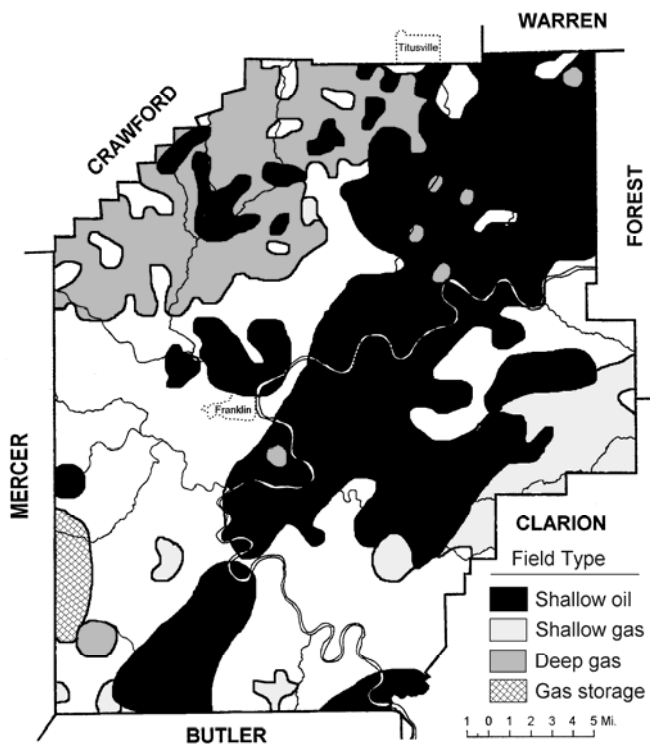 WARREN
Titusville
CRAWFORD
FOREST
Franklin
MERCER
CLARION
Field Type
Shallow oil
Shallow gas
Deep gas
Gas storage
1 0 1 2 3 4 5 Mi.
BUTLER